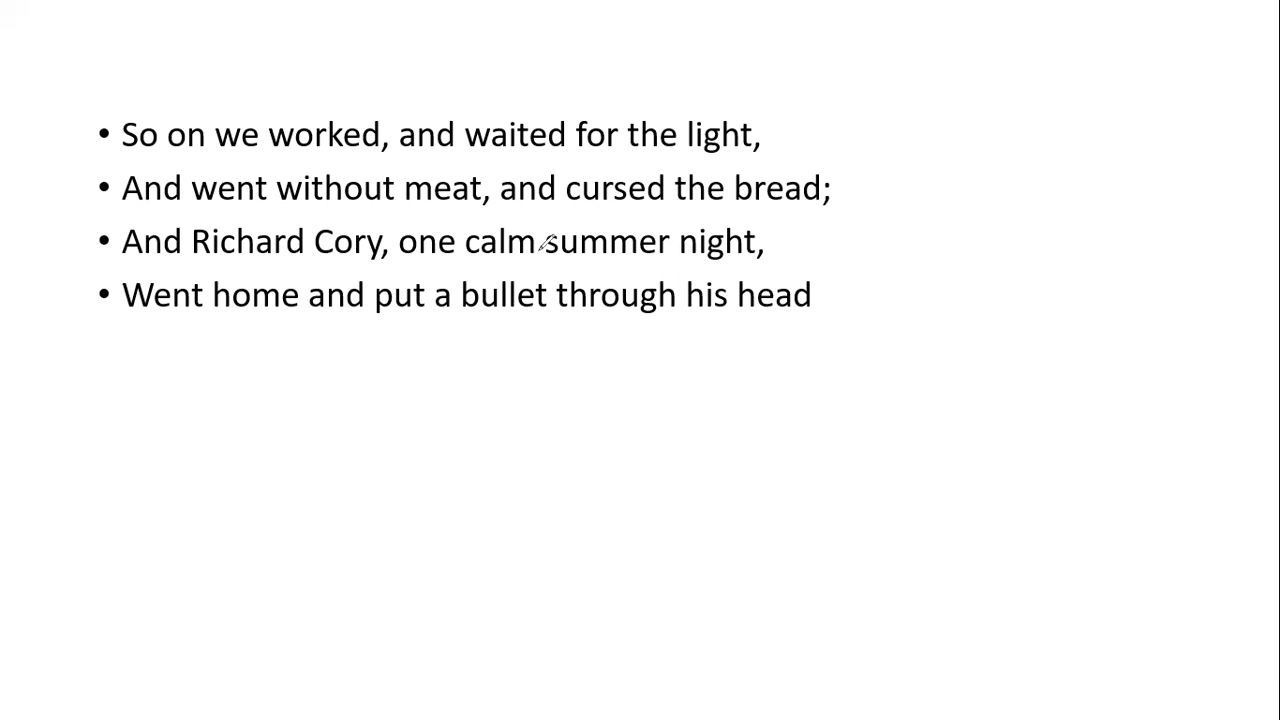 • So on we worked, and waited for the light,
• And went without meat, and cursed the bread;
• And Richard Cory, one calm summer night,
• Went home and put a bullet through his head